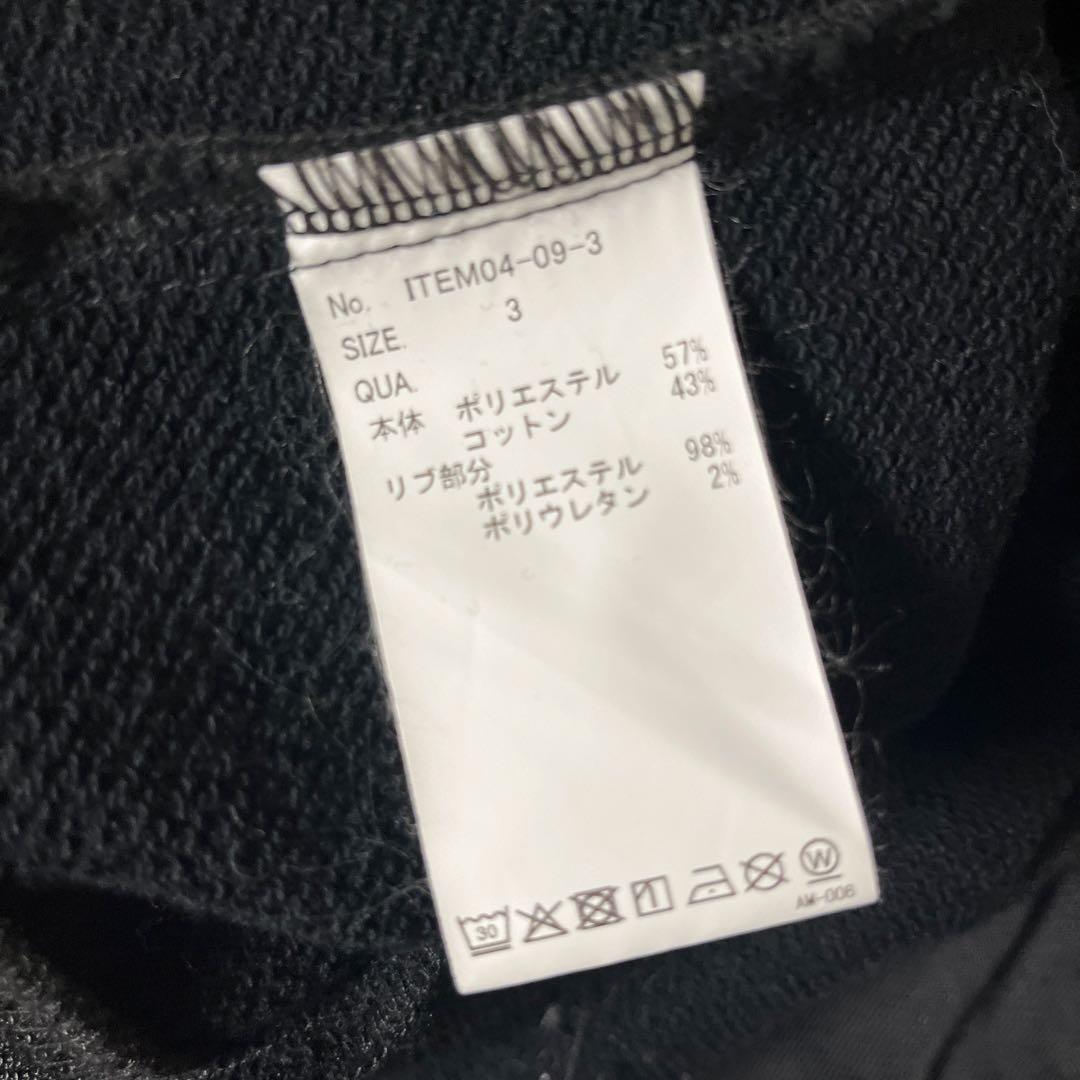 No. ITEM04-09-3
SIZE. 3
QUA.
本体 ポリエステル 57%
コットン 43%
リブ部分
ポリエステル 98%
ポリウレタン 2%
30
W
AM-006